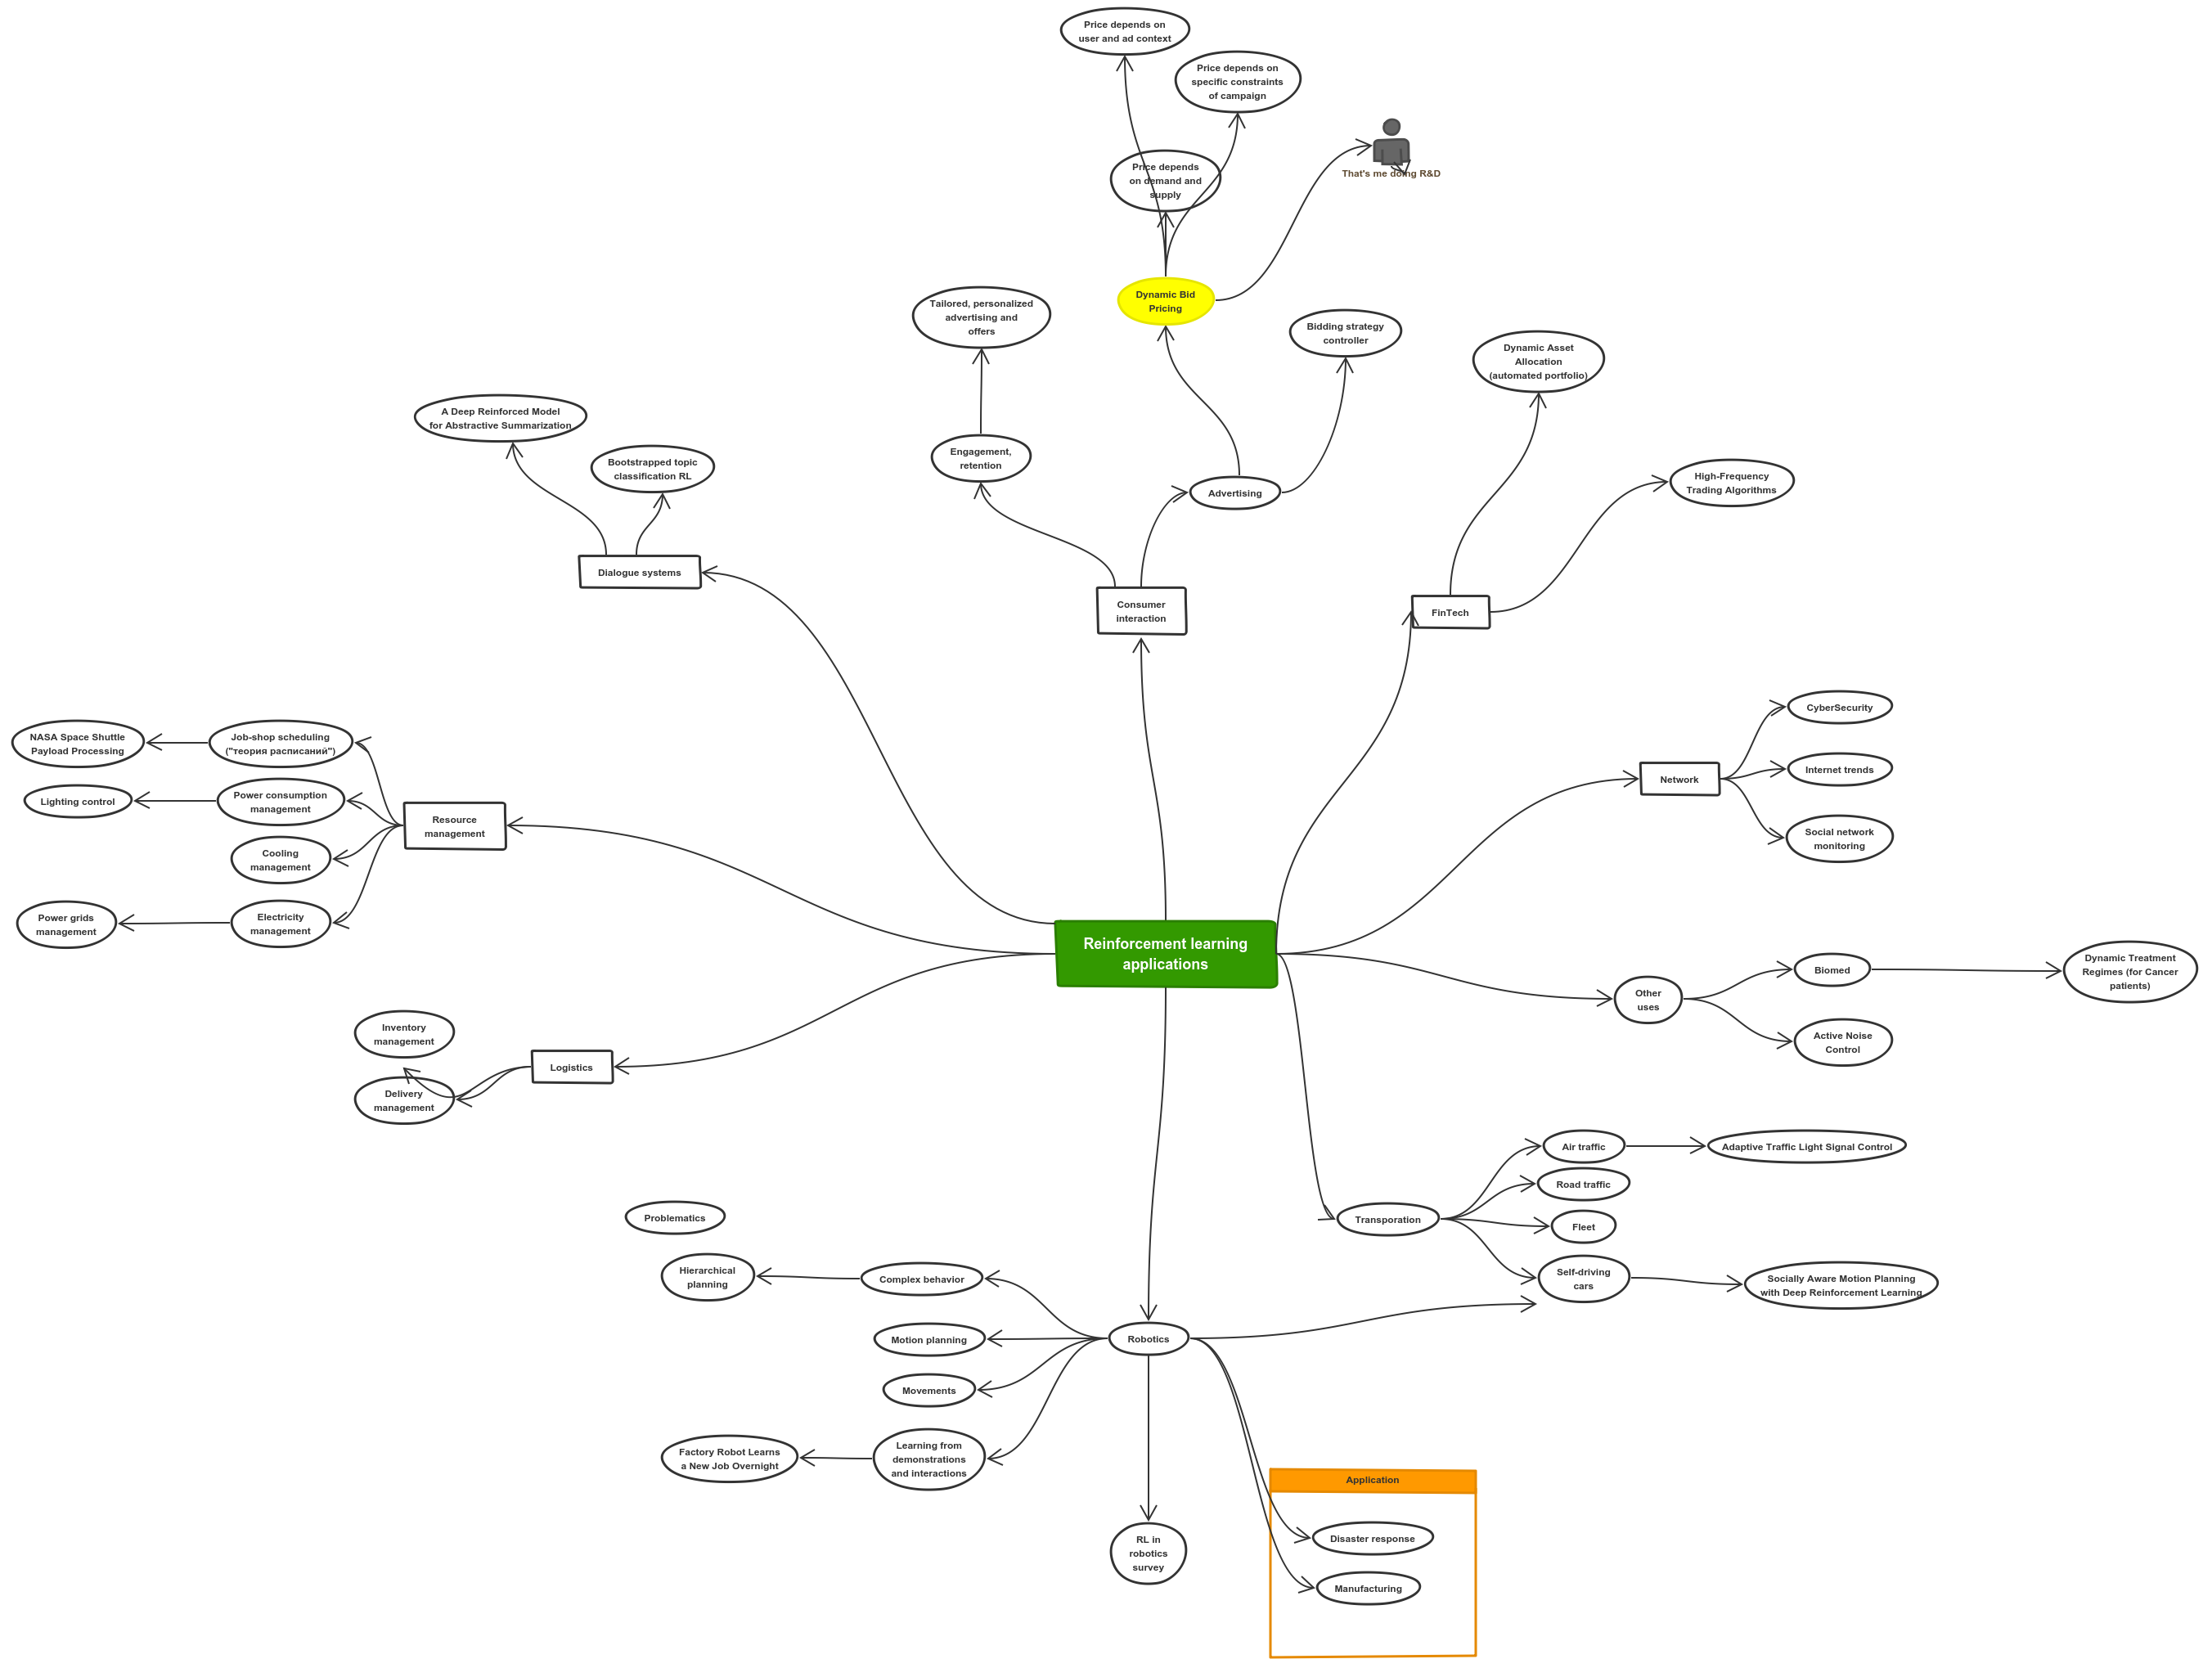 Price depends on
user and ad context
Price depends on
specific constraints
of campaign
Price depends
on demand and
supply
That's me doing R&D
Dynamic Bid
Pricing
Tailored, personalized
advertising and
offers
Bidding strategy
controller
Dynamic Asset
Allocation
(automated portfolio)
A Deep Reinforced Model
for Abstractive Summarization
Bootstrapped topic
classification RL
Engagement,
retention
Advertising
High-Frequency
Trading Algorithms
Dialogue systems
Consumer
interaction
FinTech
NASA Space Shuttle
Payload Processing
Job-shop scheduling
("теория расписаний")
Lighting control
Power consumption
management
Resource
management
Cooling
management
Power grids
management
Electricity
management
CyberSecurity
Network
Internet trends
Social network
monitoring
Reinforcement learning
applications
Other
uses
Biomed
Dynamic Treatment
Regimes (for Cancer
patients)
Active Noise
Control
Inventory
management
Logistics
Delivery
management
Air traffic
Adaptive Traffic Light Signal Control
Road traffic
Transporation
Fleet
Self-driving
cars
Socially Aware Motion Planning
with Deep Reinforcement Learning
Problematics
Hierarchical
planning
Complex behavior
Motion planning
Robotics
Movements
Factory Robot Learns
a New Job Overnight
Learning from
demonstrations
and interactions
RL in
robotics
survey
Application
Disaster response
Manufacturing